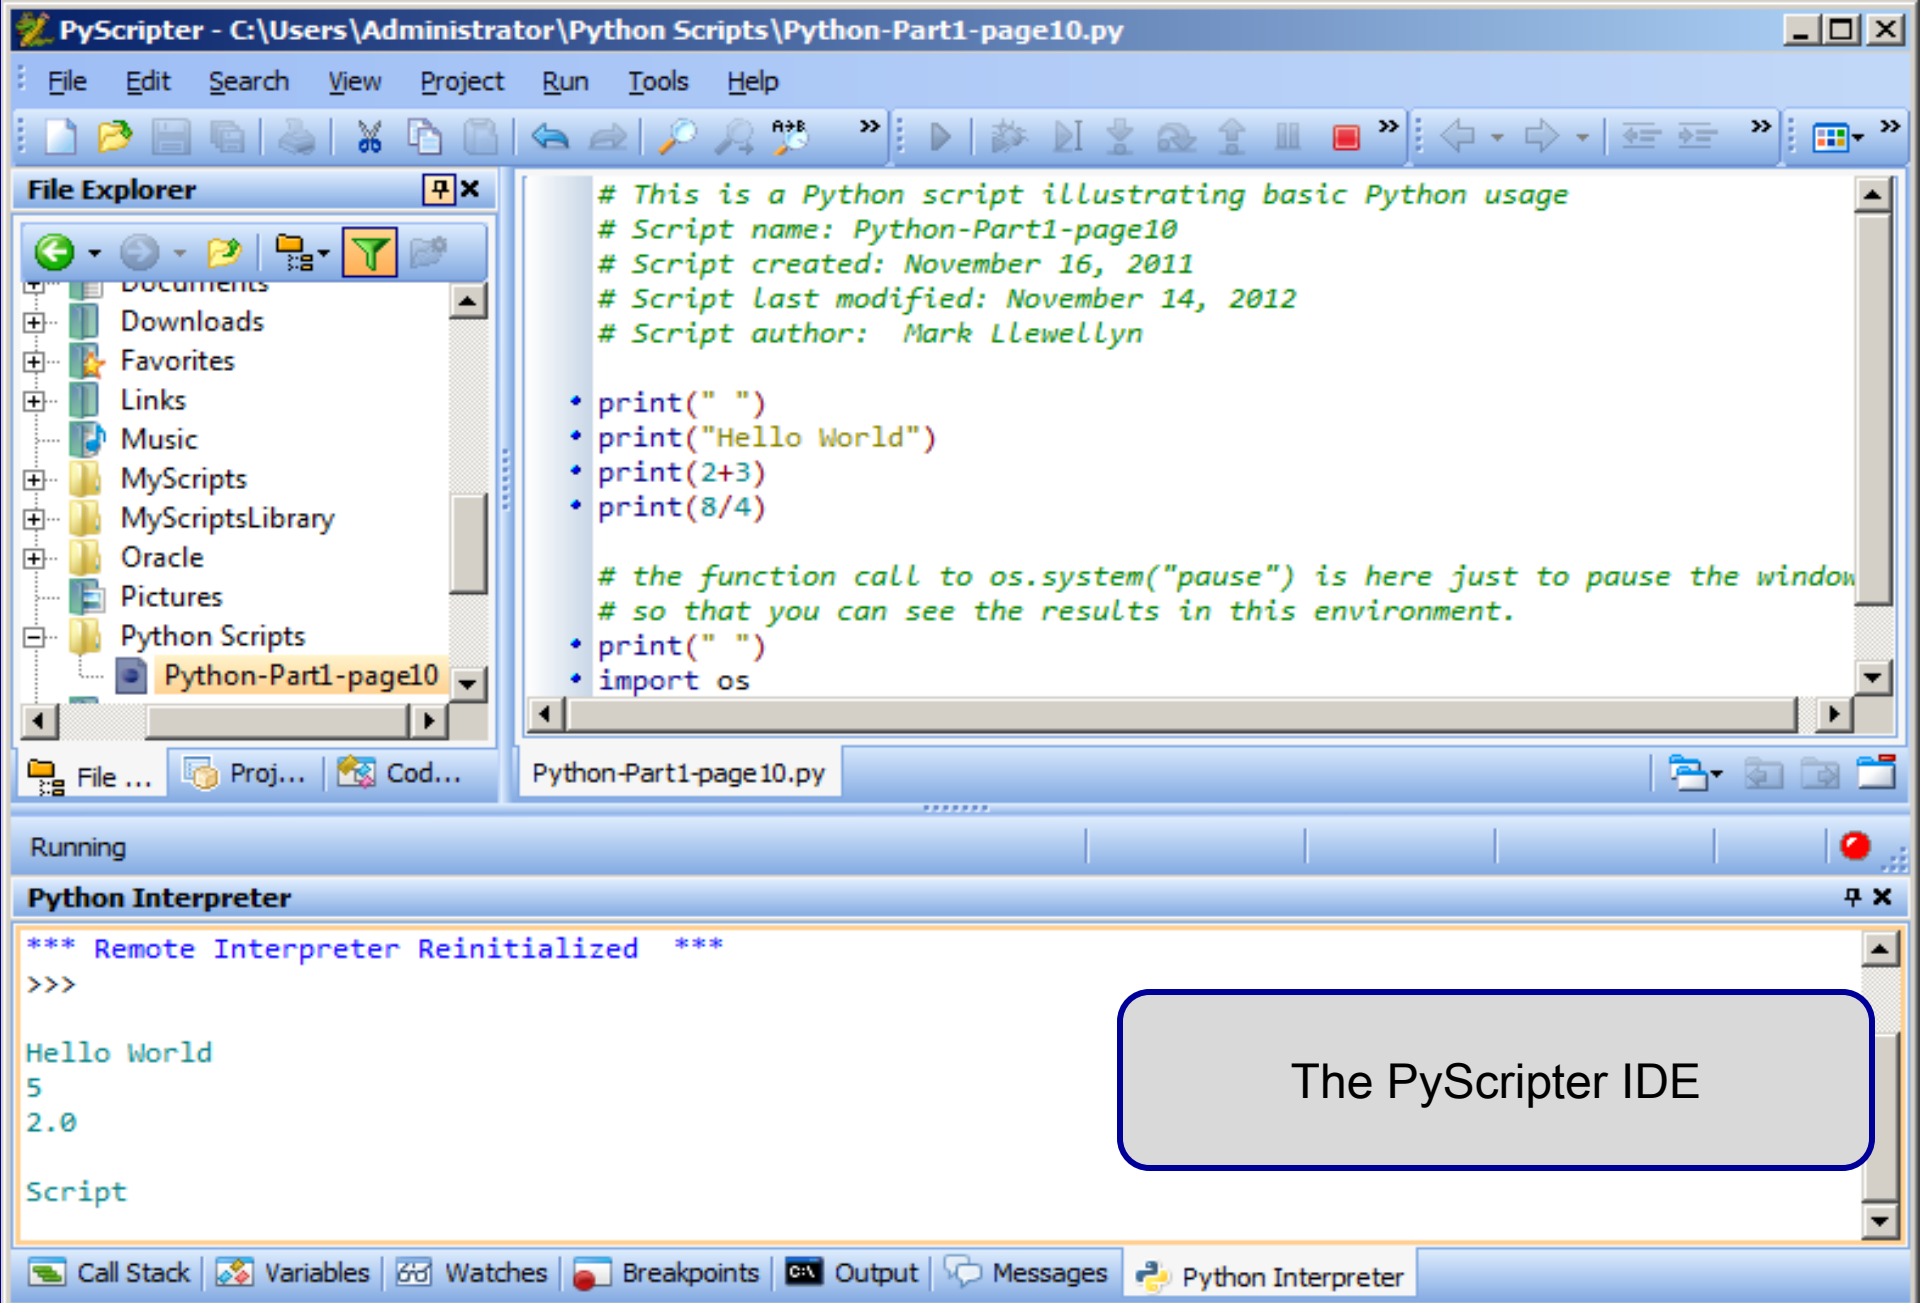 PyScripter - C:\Users\Administrator\Python Scripts\Python-Part1-page10.py
File Edit Search View Project Run Tools Help
File Explorer
Documents
Downloads
Favorites
Links
Music
MyScripts
MyScriptsLibrary
Oracle
Pictures
Python Scripts
Python-Part1-page10
File ... Proj... Cod...
# This is a Python script illustrating basic Python usage
# Script name: Python-Part1-page10
# Script created: November 16, 2011
# Script last modified: November 14, 2012
# Script author:  Mark Llewellyn
print(" ")
print("Hello World")
print(2+3)
print(8/4)
# the function call to os.system("pause") is here just to pause the window
# so that you can see the results in this environment.
print(" ")
import os
Python-Part1-page10.py
Running
Python Interpreter
*** Remote Interpreter Reinitialized  ***
>>>
Hello World
5
2.0
Script
The PyScripter IDE
Call Stack Variables Watches Breakpoints Output Messages Python Interpreter